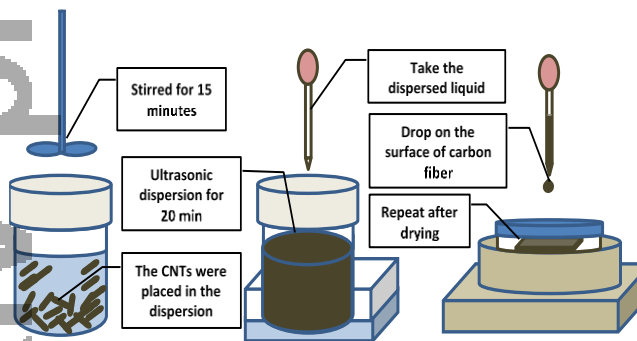 Stirred for 15
minutes
Ultrasonic
dispersion for
20 min
The CNTs were
placed in the
dispersion
Take the
dispersed liquid
Drop on the
surface of carbon
fiber
Repeat after
drying